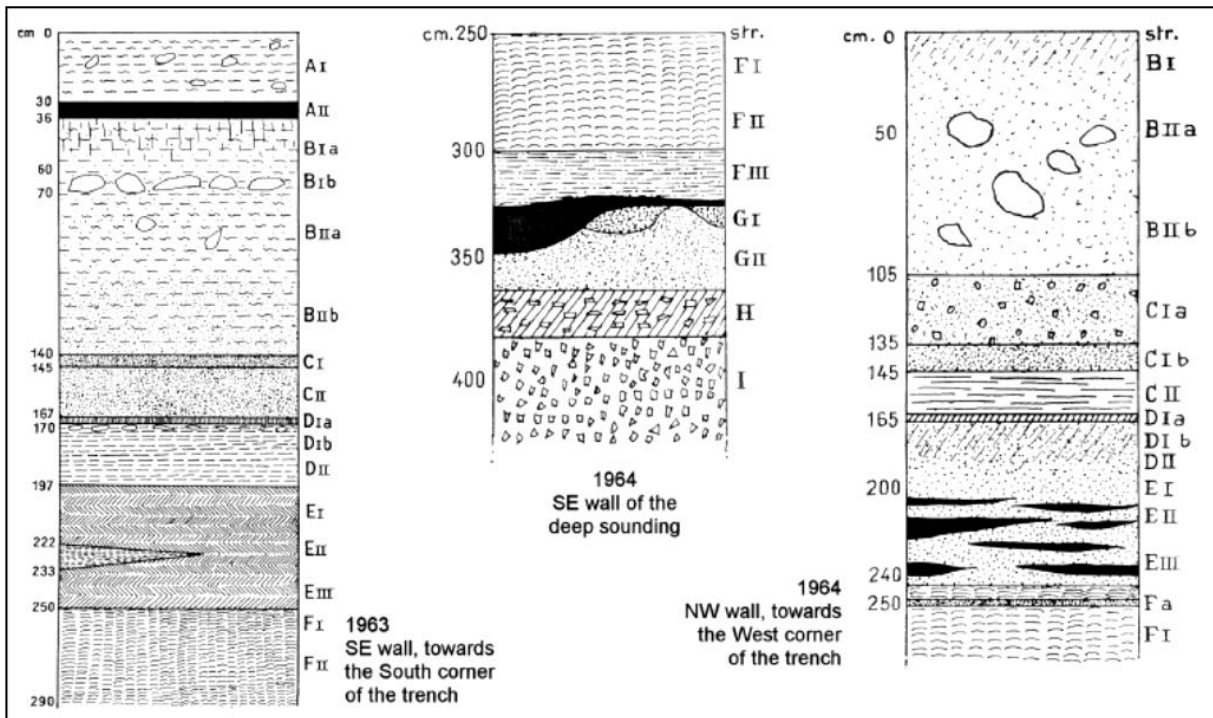 cm 0
AI
30
AII
36
BIa
60
BIb
70
BIIa
BIIb
140
CI
145
CII
167
DIa
170
DIb
DII
197
EI
222
EII
233
EIII
250
FI
FII
290
1963
SE wall, towards
the South corner
of the trench
cm. 250 str.
FI
FII
300
FIII
GI
350
GII
H
400
I
1964
SE wall of the
deep sounding
cm. 0 str.
BI
50
BIIa
BIIb
105
CIa
135
CIb
145
CII
165
DIa
DIb
DII
200
EI
EII
EIII
240
250
Fa
FI
1964
NW wall, towards
the West corner
of the trench